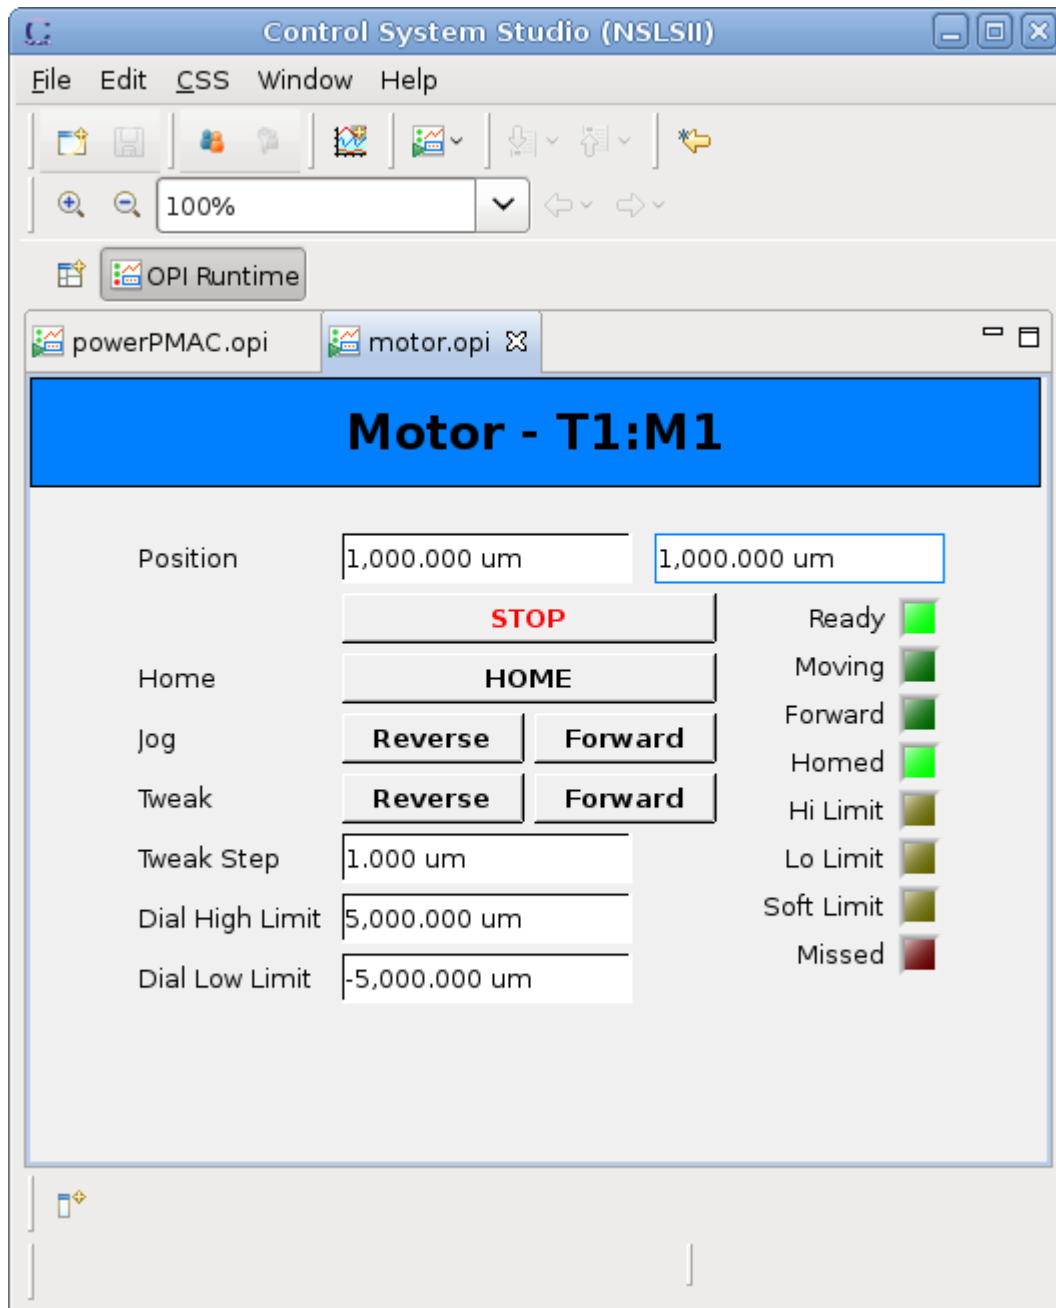 Control System Studio (NSLSII)
File Edit CSS Window Help
100%
OPI Runtime
powerPMAC.opi motor.opi
Motor - T1:M1
Position 1,000.000 um 1,000.000 um
STOP Ready
Home HOME Moving
Jog Reverse Forward Forward
Homed
Tweak Reverse Forward Hi Limit
Tweak Step 1.000 um Lo Limit
Dial High Limit 5,000.000 um Soft Limit
Missed
Dial Low Limit -5,000.000 um